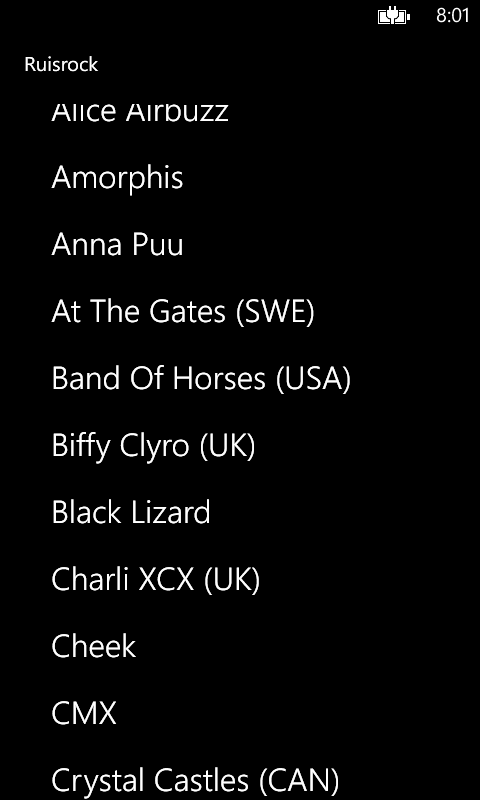 8:01
Ruisrock
Alice Airbuzz
Amorphis
Anna Puu
At The Gates (SWE)
Band Of Horses (USA)
Biffy Clyro (UK)
Black Lizard
Charli XCX (UK)
Cheek
CMX
Crystal Castles (CAN)